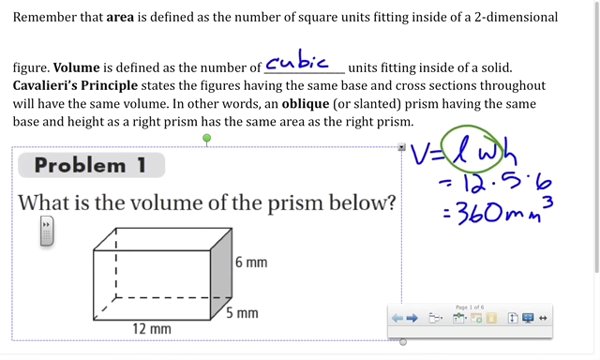 Remember that area is defined as the number of square units fitting inside of a 2-dimensional
figure. Volume is defined as the number of cubic units fitting inside of a solid.
Cavalieri's Principle states the figures having the same base and cross sections throughout
will have the same volume. In other words, an oblique (or slanted) prism having the same
base and height as a right prism has the same area as the right prism.
V=lwh
=12.5.6
=360mm³
Problem 1
What is the volume of the prism below?
6 mm
5 mm
12 mm
Page 1 of 6